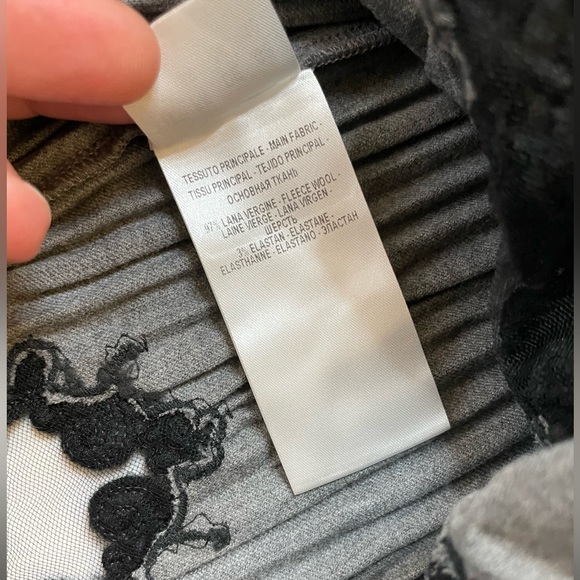 TESSUTO PRINCIPALE - MAIN FABRIC -
TISSU PRINCIPAL - TEJIDO PRINCIPAL -
ОСНОВНАЯ ТКАНЬ
97% LANA VERGINE - FLEECE WOOL -
LAINE VIERGE - LANA VIRGEN -
ШЕРСТЬ
3% ELASTAN - ELASTANE -
ELASTHANNE - ELASTANO - ЭЛАСТАН